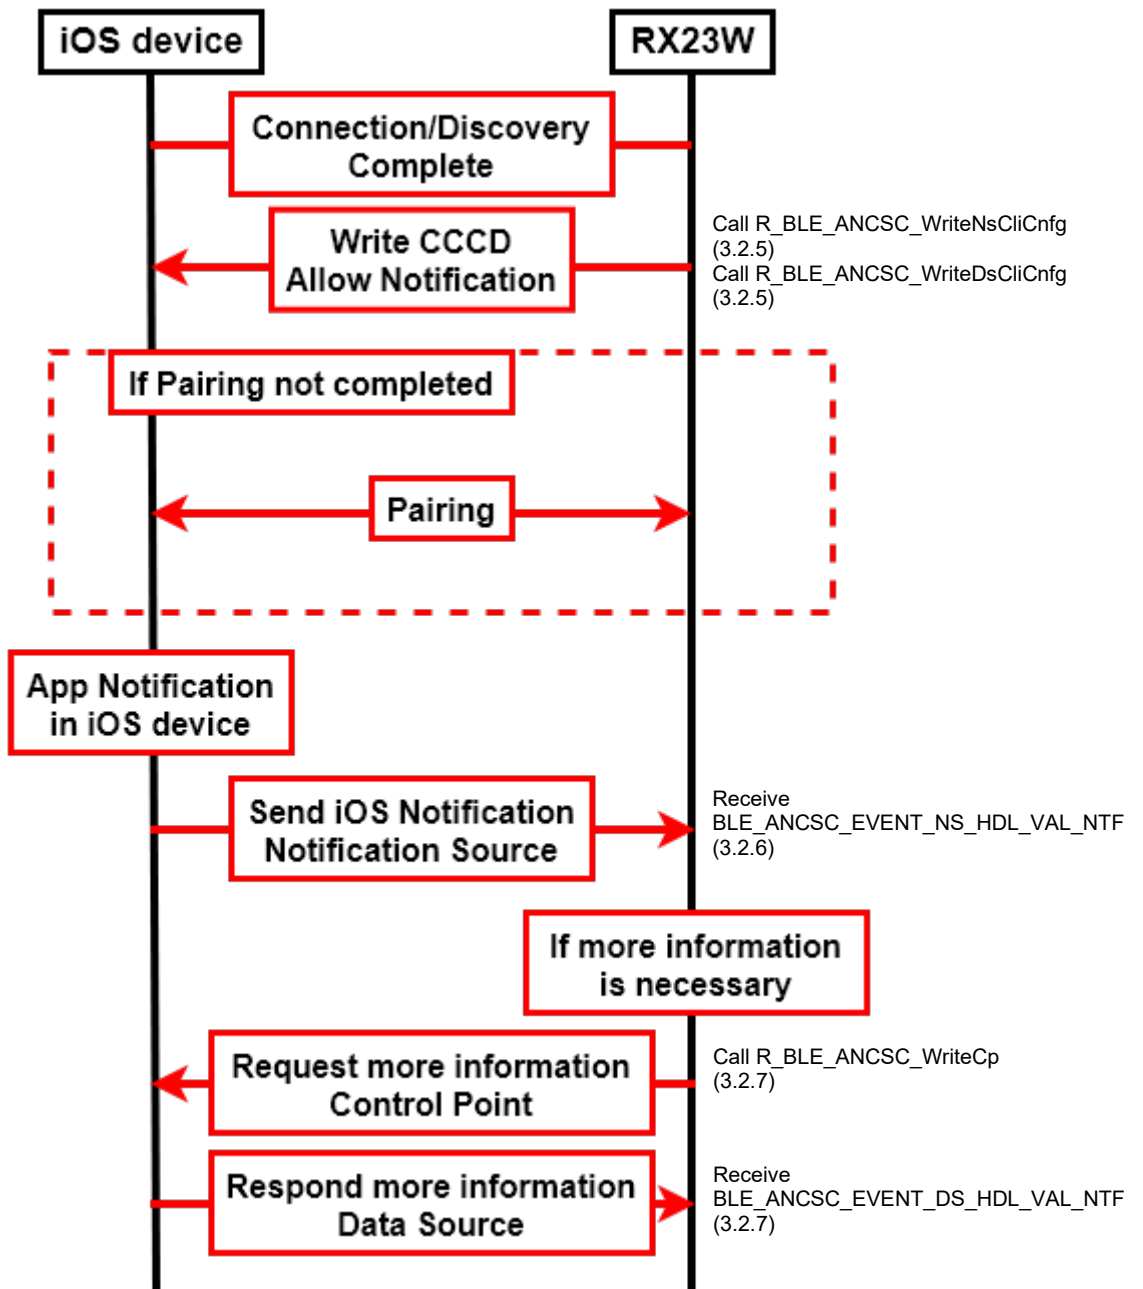 iOS device
RX23W
Connection/Discovery
Complete
Write CCCD
Allow Notification
Call R_BLE_ANCSC_WriteNsCliCnfg
(3.2.5)
Call R_BLE_ANCSC_WriteDsCliCnfg
(3.2.5)
If Pairing not completed
Pairing
App Notification
in iOS device
Send iOS Notification
Notification Source
Receive
BLE_ANCSC_EVENT_NS_HDL_VAL_NTF
(3.2.6)
If more information
is necessary
Request more information
Control Point
Call R_BLE_ANCSC_WriteCp
(3.2.7)
Respond more information
Data Source
Receive
BLE_ANCSC_EVENT_DS_HDL_VAL_NTF
(3.2.7)